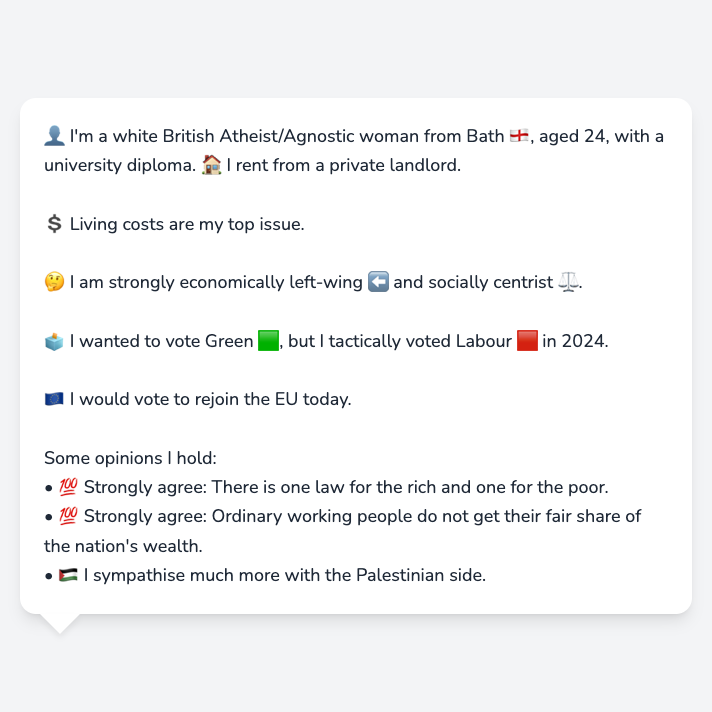 👤 I'm a white British Atheist/Agnostic woman from Bath 🏴󠁧󠁢󠁥󠁮󠁧󠁿, aged 24, with a
university diploma. 🏠 I rent from a private landlord.
💲 Living costs are my top issue.
🤔 I am strongly economically left-wing ⬅️ and socially centrist ⚖️.
🗳️ I wanted to vote Green 🟩, but I tactically voted Labour 🟥 in 2024.
🇪🇺 I would vote to rejoin the EU today.
Some opinions I hold:
• 💯 Strongly agree: There is one law for the rich and one for the poor.
• 💯 Strongly agree: Ordinary working people do not get their fair share of
the nation's wealth.
• 🇵🇸 I sympathise much more with the Palestinian side.